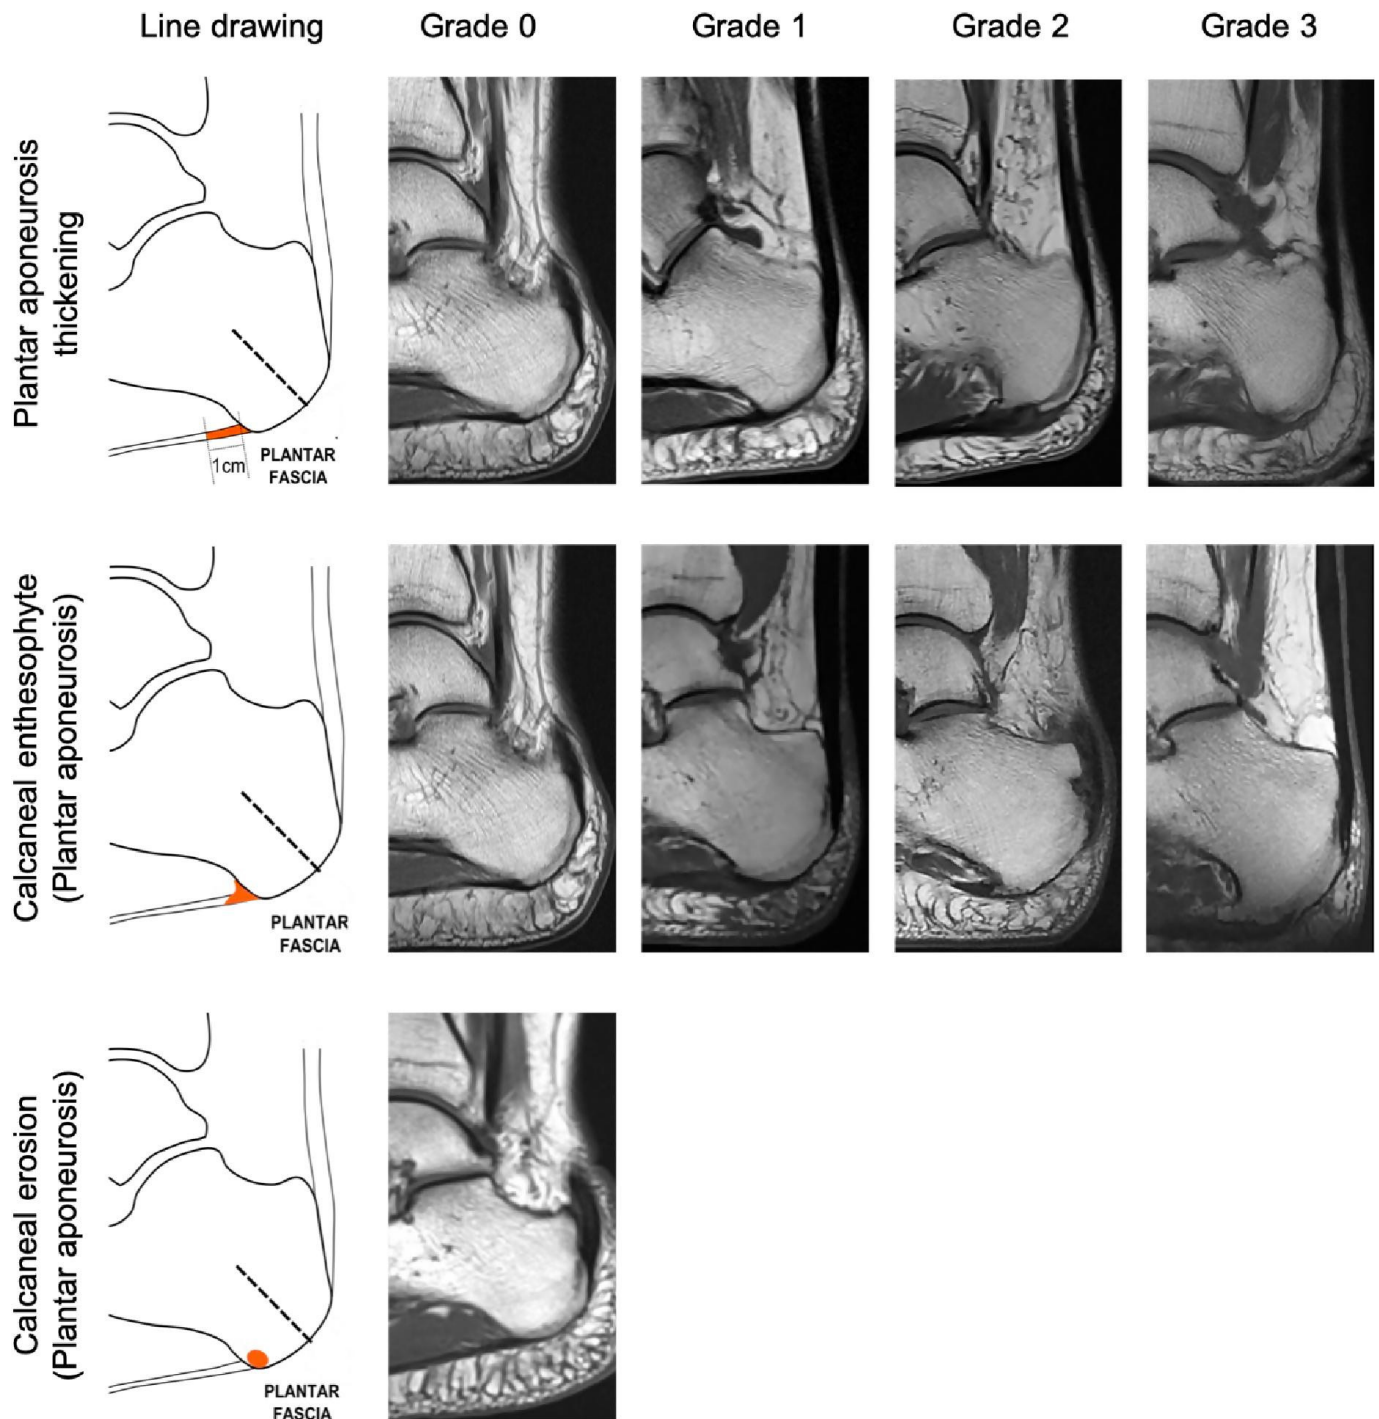 Line drawing
Grade 0
Grade 1
Grade 2
Grade 3
Plantar aponeurosis
thickening
1cm
PLANTAR
FASCIA
Calcaneal enthesophyte
(Plantar aponeurosis)
PLANTAR
FASCIA
Calcaneal erosion
(Plantar aponeurosis)
PLANTAR
FASCIA